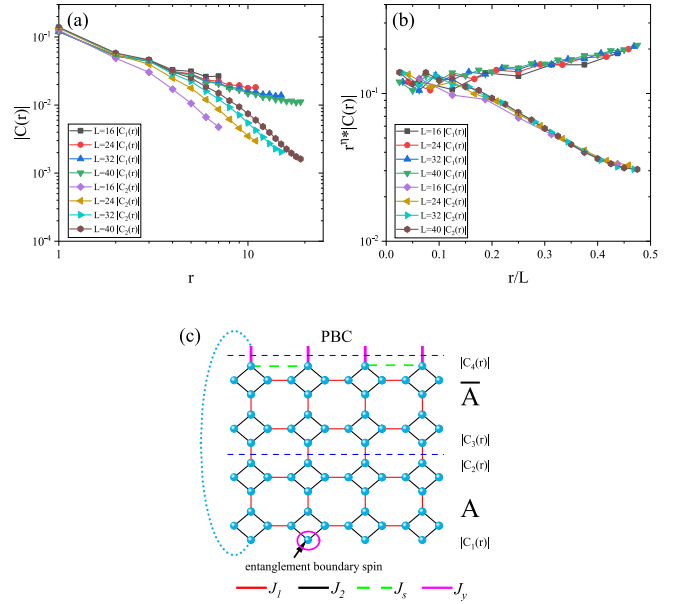 (a)
|C(r)|
10^-1
10^-2
10^-3
10^-4
L=16 |C₁(r)|
L=24 |C₁(r)|
L=32 |C₁(r)|
L=40 |C₁(r)|
L=16 |C₂(r)|
L=24 |C₂(r)|
L=32 |C₂(r)|
L=40 |C₂(r)|
1
10
r
(b)
r^η*|C(r)|
10^-1
10^-2
L=16 |C₁(r)|
L=24 |C₁(r)|
L=32 |C₁(r)|
L=40 |C₁(r)|
L=16 |C₂(r)|
L=24 |C₂(r)|
L=32 |C₂(r)|
L=40 |C₂(r)|
0.0 0.1 0.2 0.3 0.4 0.5
r/L
(c)
PBC
|C₄(r)|
A̅
|C₃(r)|
|C₂(r)|
A
|C₁(r)|
entanglement boundary spin
J₁ J₂ Jₛ J_y